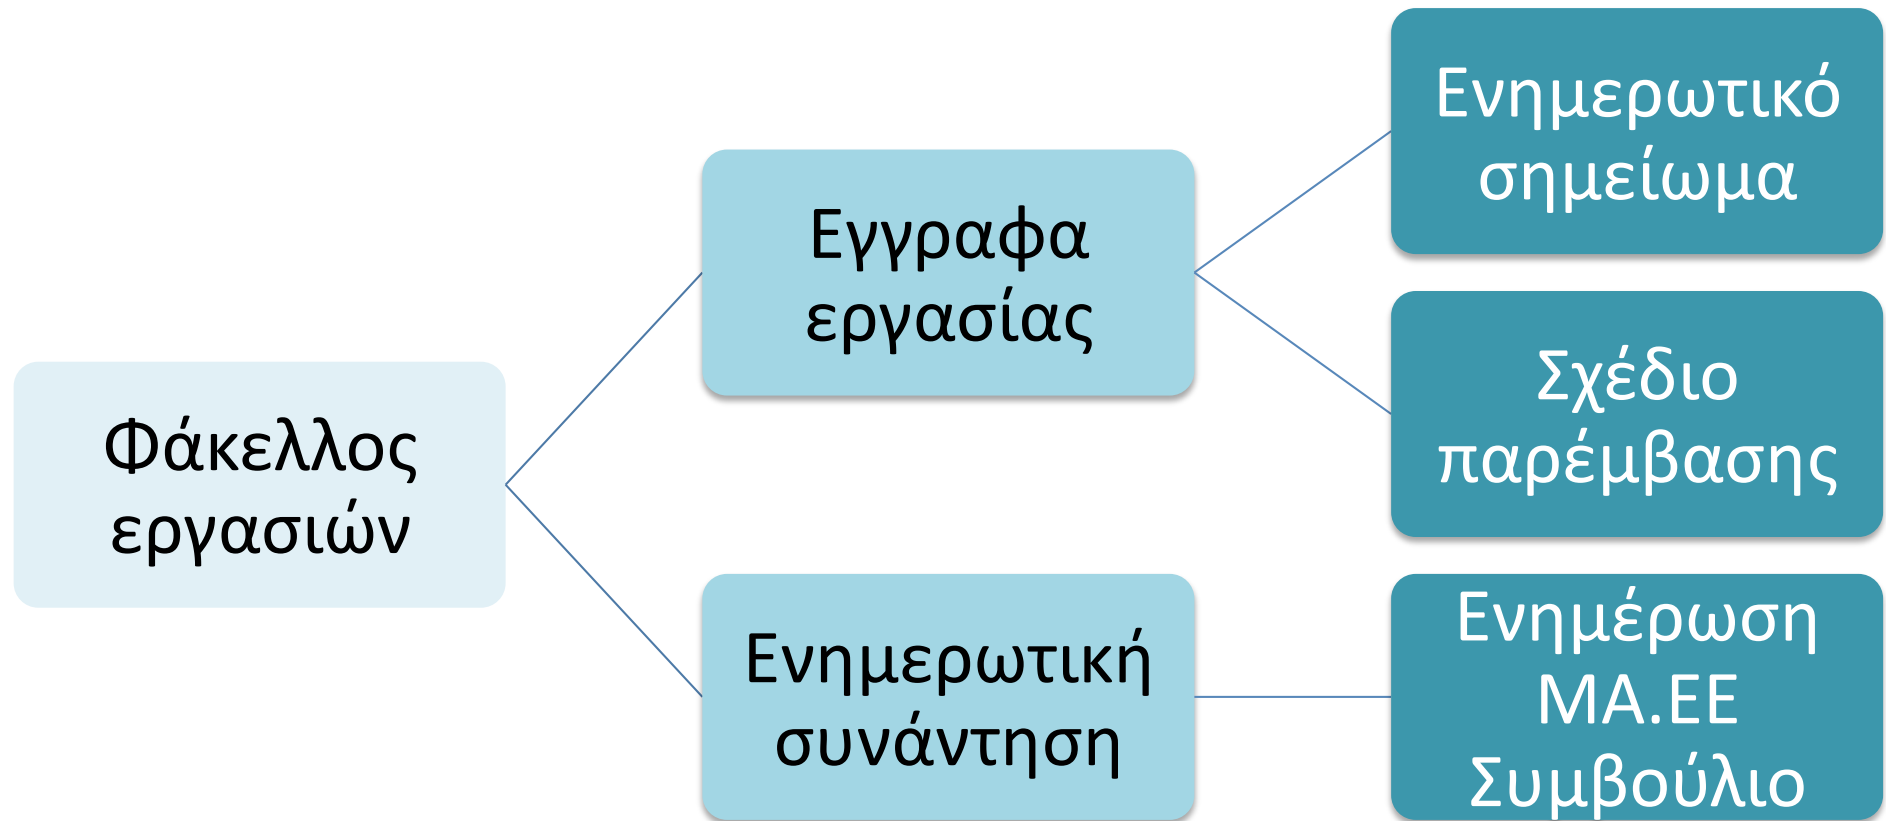 Φάκελλος
εργασιών
Εγγραφα
εργασίας
Ενημερωτικό
σημείωμα
Σχέδιο
παρέμβασης
Ενημερωτική
συνάντηση
Ενημέρωση
ΜΑ.ΕΕ
Συμβούλιο